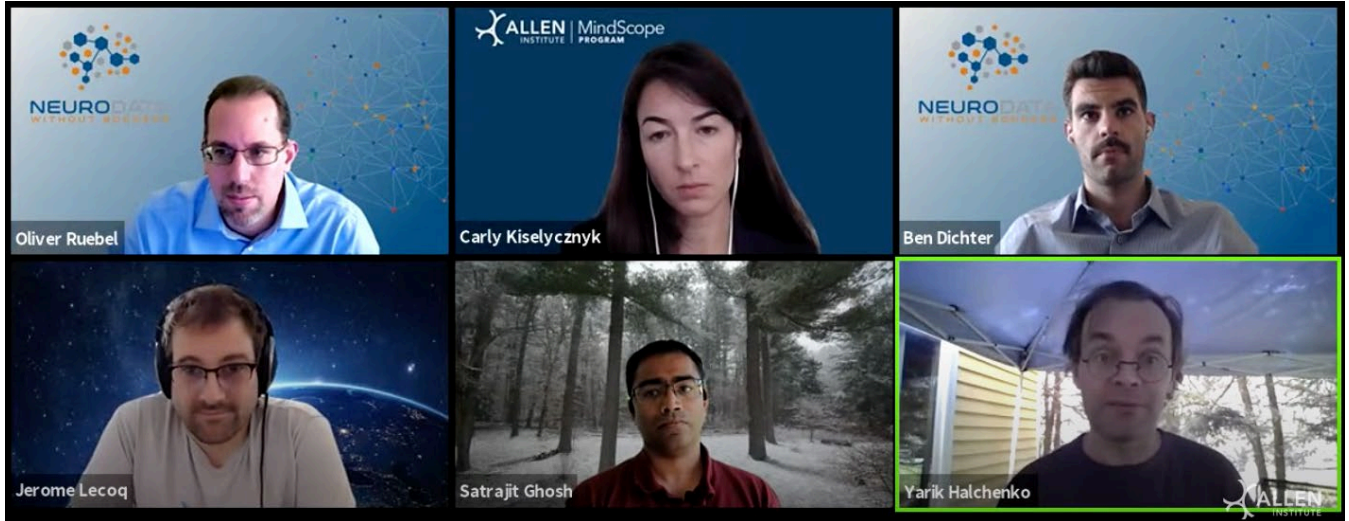 ALLEN | MindScope
INSTITUTE PROGRAM
NEURODATA
WITHOUT BORDERS
NEURODATA
WITHOUT BORDERS
Oliver Ruebel
Carly Kiselycznyk
Ben Dichter
Jerome Lecoq
Satrajit Ghosh
Yarik Halchenko
ALLEN
INSTITUTE